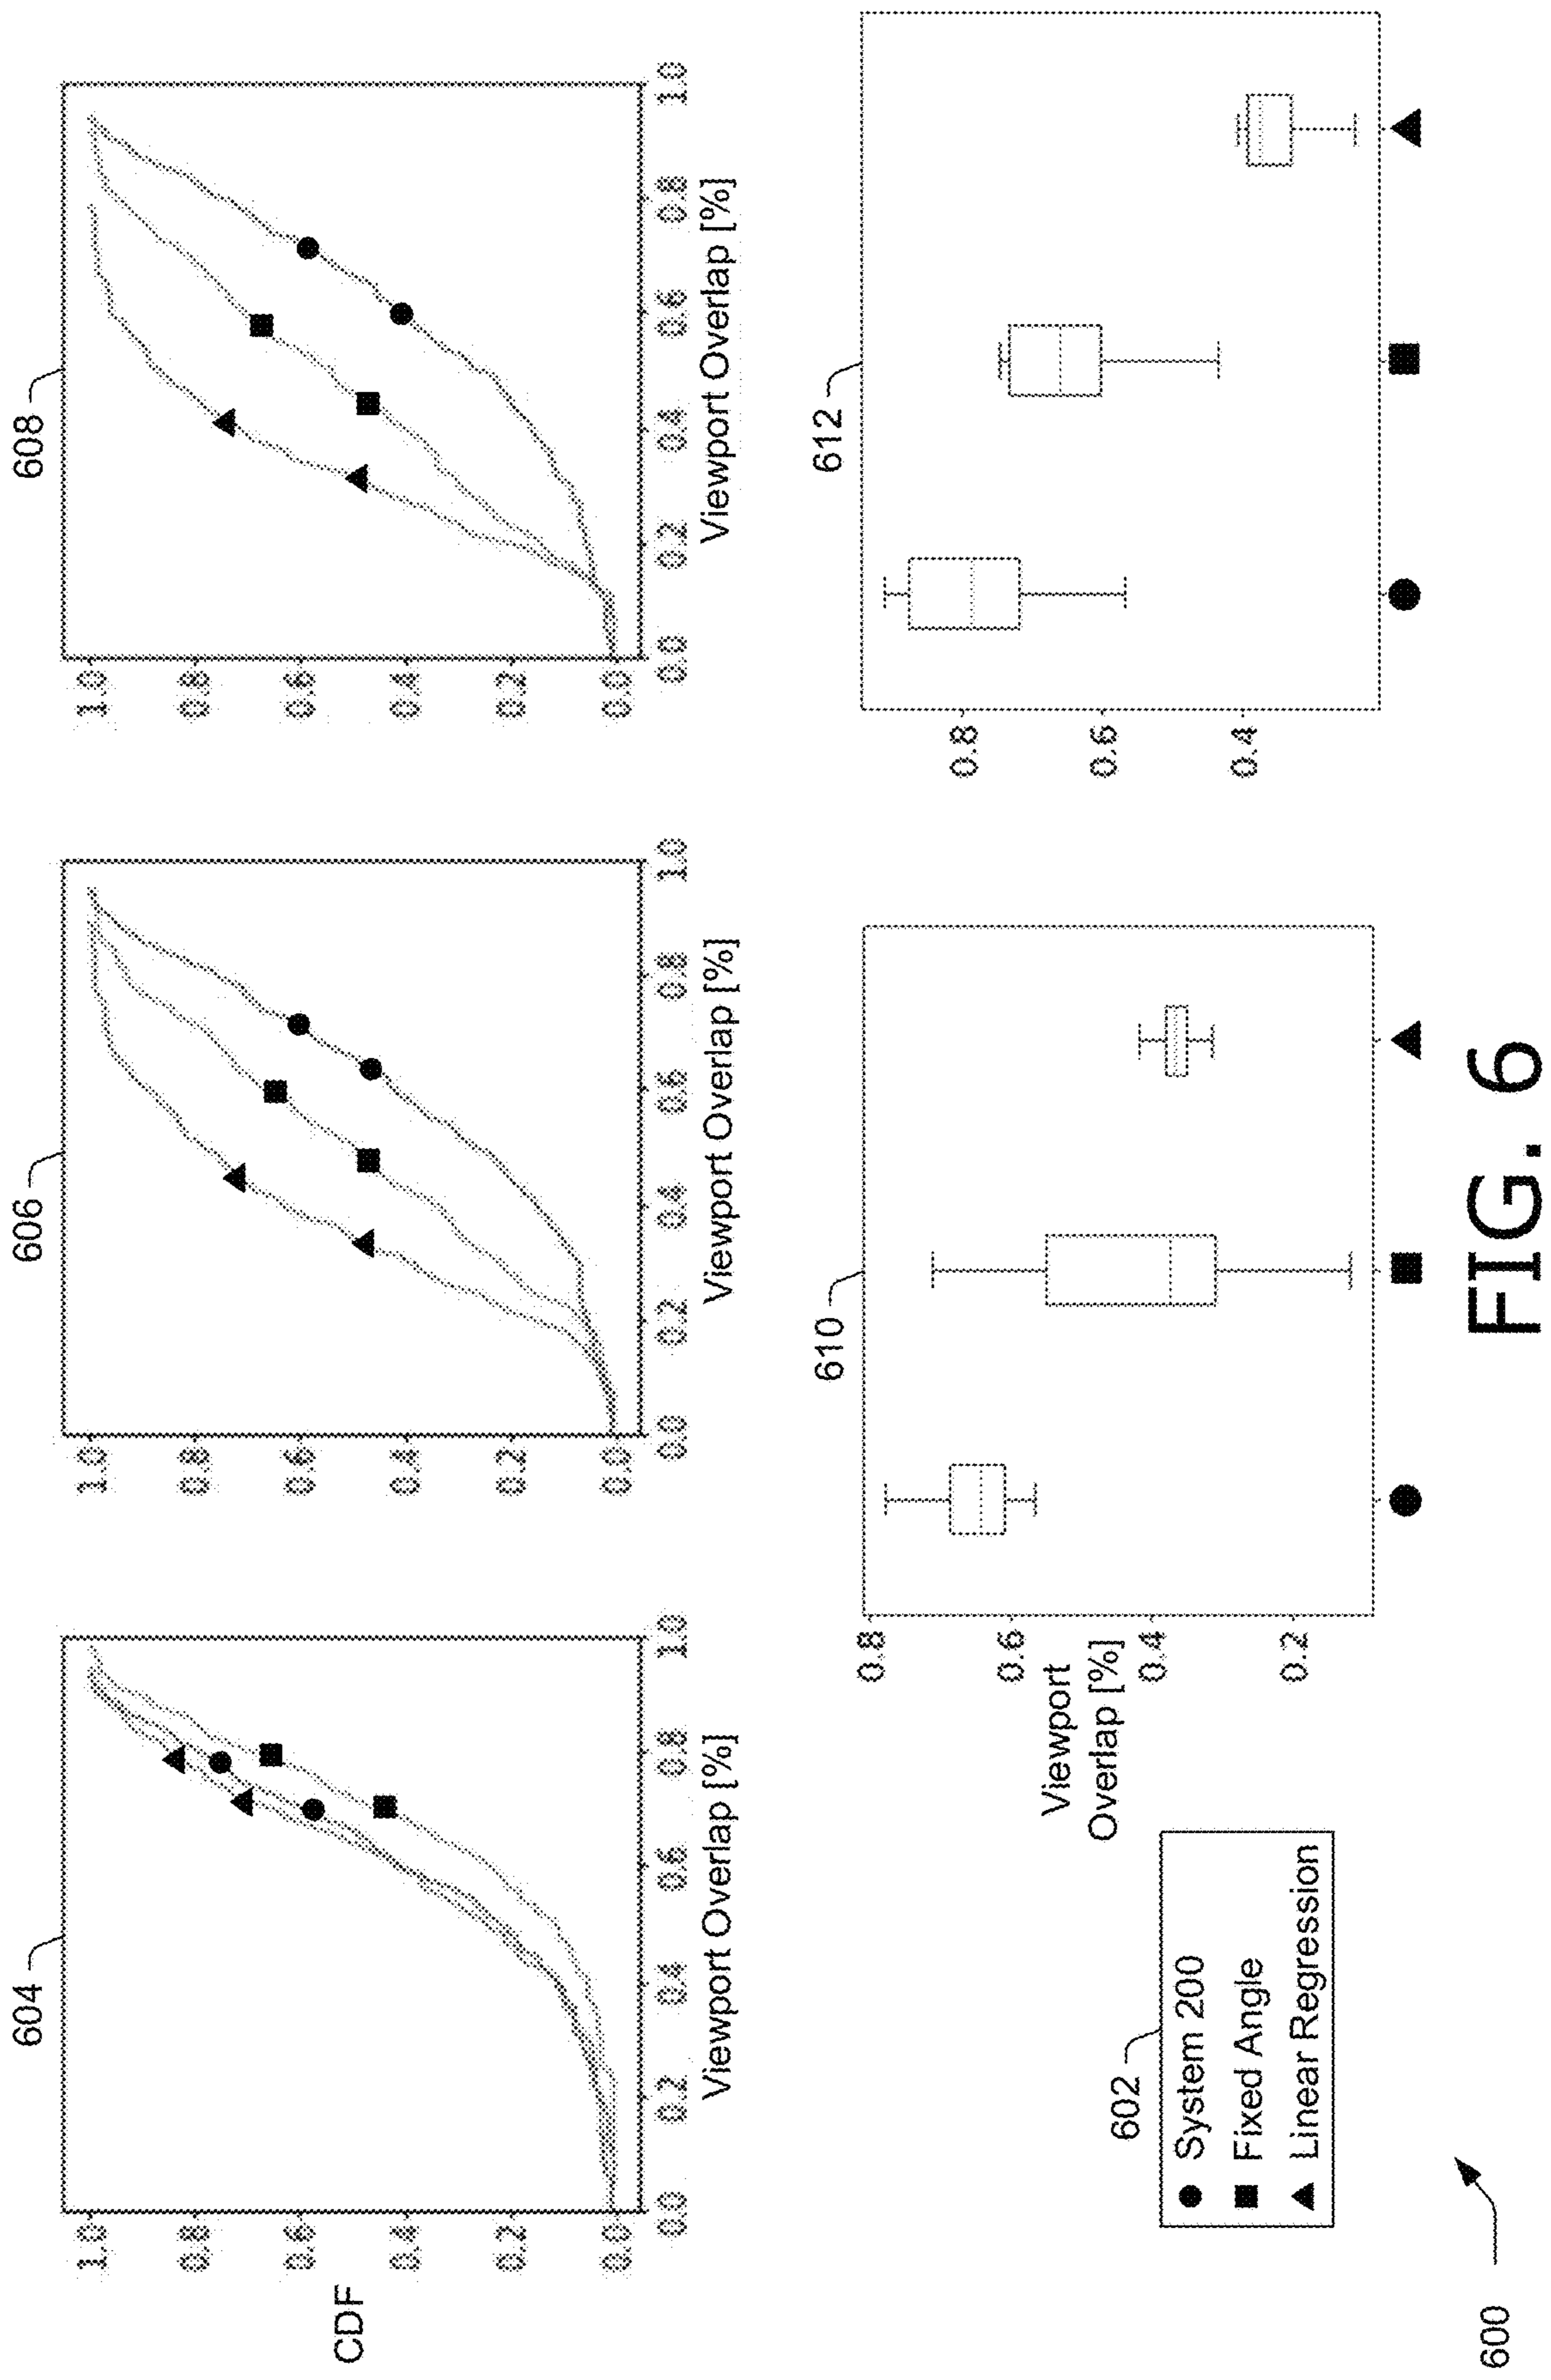 604
CDF
1.0
0.8
0.6
0.4
0.2
0.0
0.0 0.2 0.4 0.6 0.8 1.0
Viewport Overlap [%]
606
1.0
0.8
0.6
0.4
0.2
0.0
0.0 0.2 0.4 0.6 0.8 1.0
Viewport Overlap [%]
608
1.0
0.8
0.6
0.4
0.2
0.0
0.0 0.2 0.4 0.6 0.8 1.0
Viewport Overlap [%]
602
System 200
Fixed Angle
Linear Regression
610
Viewport
Overlap [%]
0.8
0.6
0.4
0.2
612
0.8
0.6
0.4
600
FIG. 6